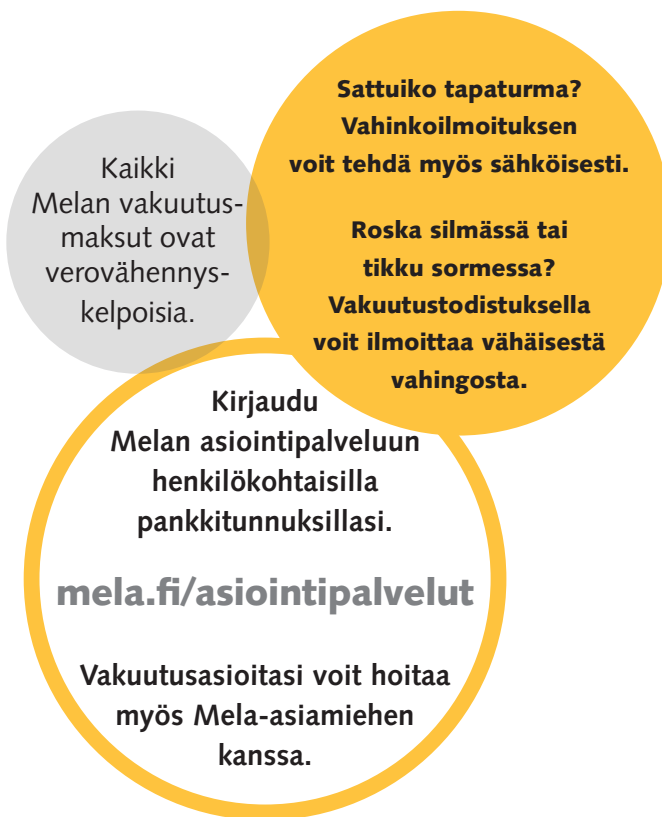 Sattuiko tapaturma?
Vahinkoilmoituksen
voit tehdä myös sähköisesti.
Roska silmässä tai
tikku sormessa?
Vakuutustodistuksella
voit ilmoittaa vähäisestä
vahingosta.
Kaikki
Melan vakuutus-
maksut ovat
verovähennys-
kelpoisia.
Kirjaudu
Melan asiointipalveluun
henkilökohtaisilla
pankkitunnuksillasi.
mela.fi/asiointipalvelut
Vakuutusasioitasi voit hoitaa
myös Mela-asiamiehen
kanssa.